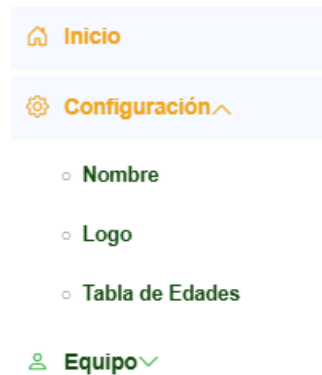 Inicio
Configuración
Nombre
Logo
Tabla de Edades
Equipo